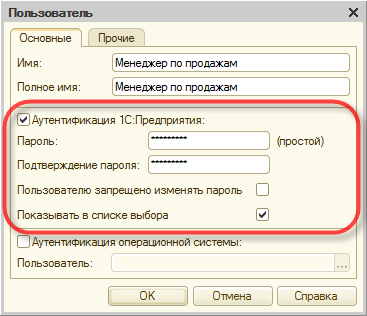 Пользователь
Основные Прочие
Имя: Менеджер по продажам
Полное имя: Менеджер по продажам
Аутентификация 1С:Предприятия:
Пароль: ********* (простой)
Подтверждение пароля: *********
Пользователю запрещено изменять пароль
Показывать в списке выбора
Аутентификация операционной системы:
Пользователь: ...
OK Отмена Справка